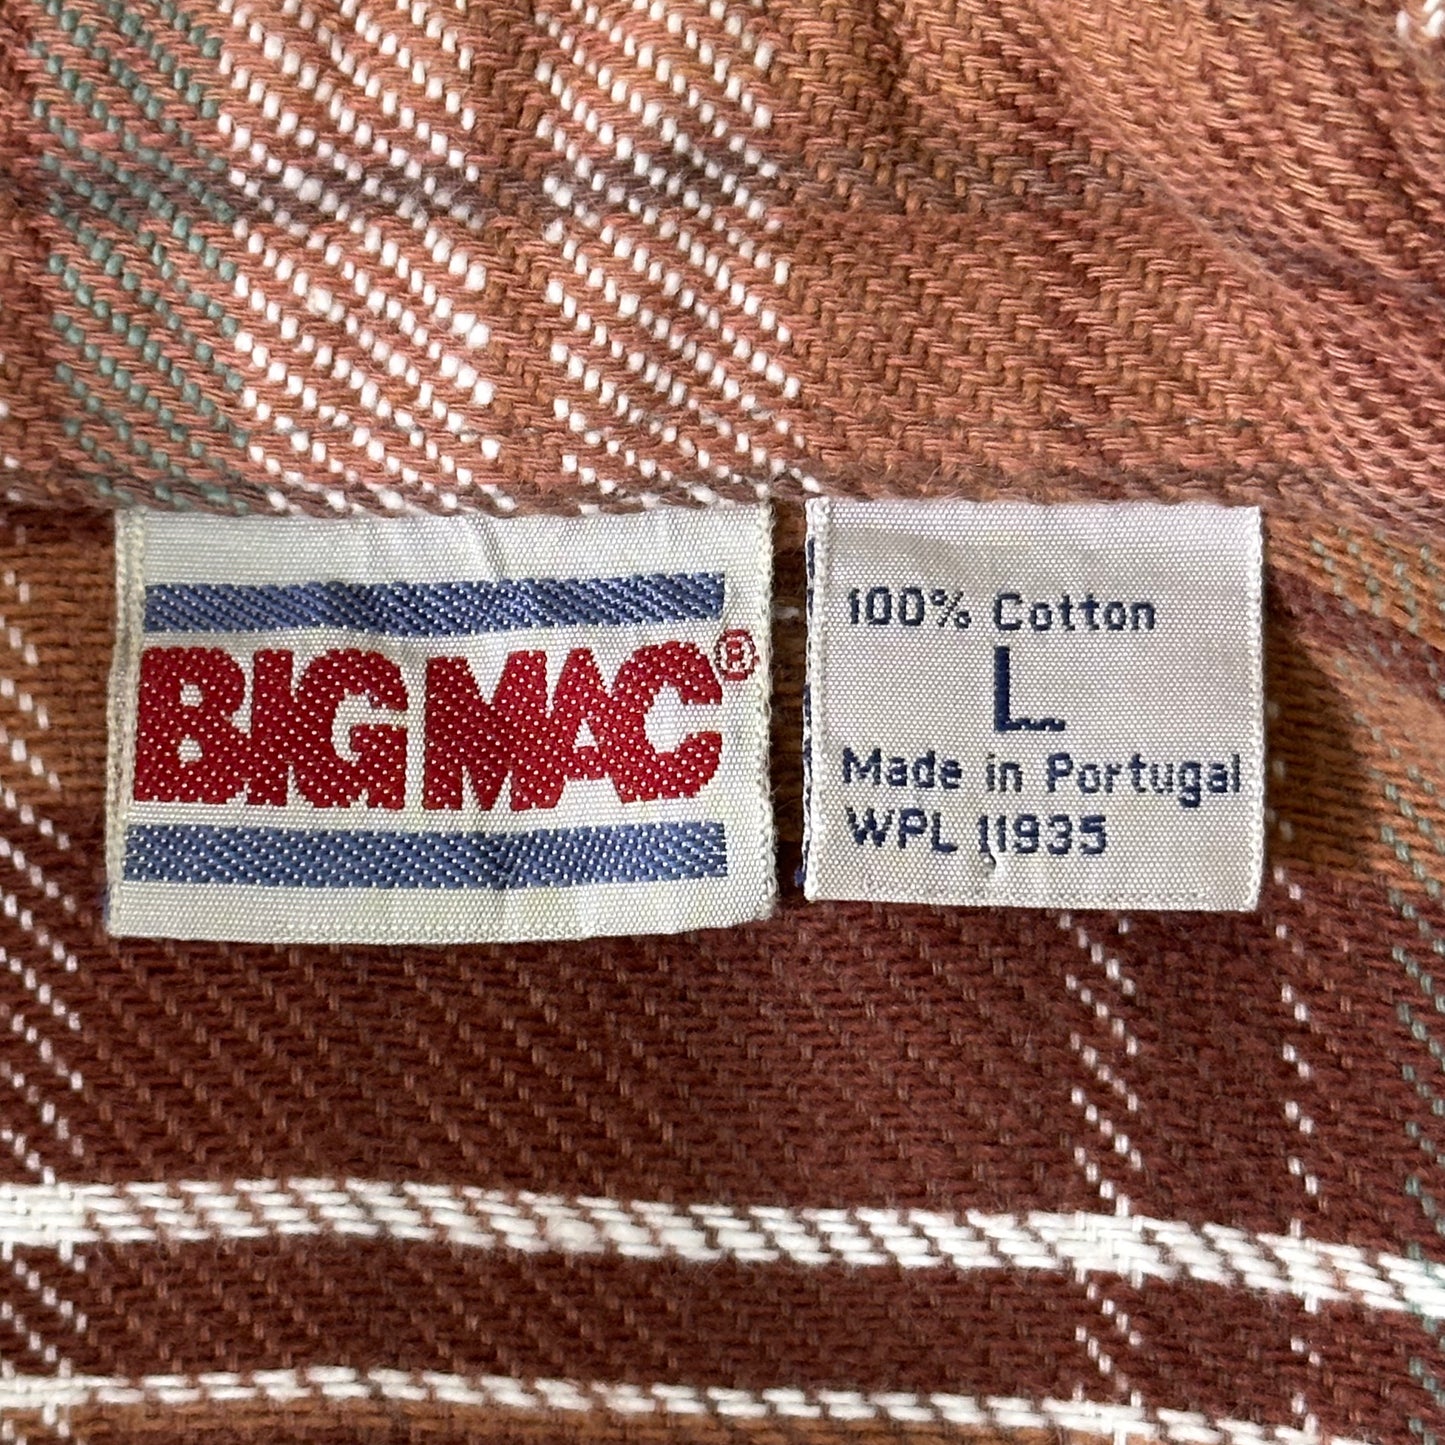 BIG MAC®
100% Cotton
L
Made in Portugal
WPL 11935